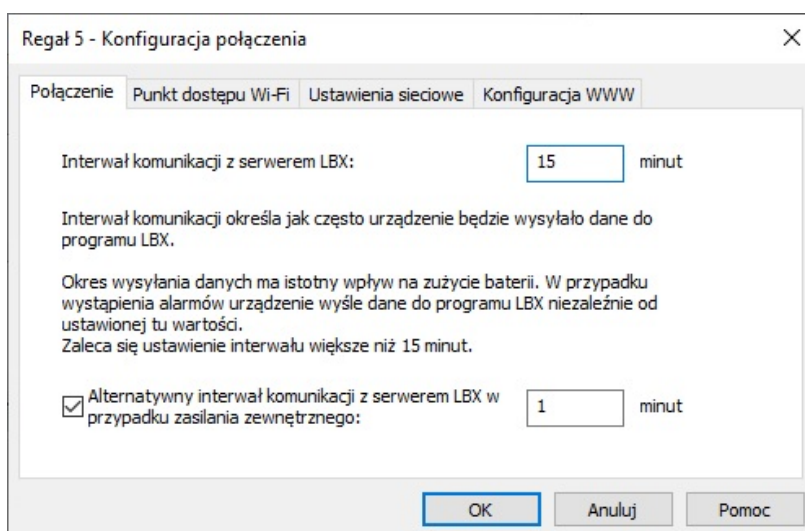 Regał 5 - Konfiguracja połączenia
Połączenie Punkt dostępu Wi-Fi Ustawienia sieciowe Konfiguracja WWW
Interwał komunikacji z serwerem LBX: 15 minut
Interwał komunikacji określa jak często urządzenie będzie wysyłało dane do
programu LBX.
Okres wysyłania danych ma istotny wpływ na zużycie baterii. W przypadku
wystąpienia alarmów urządzenie wyśle dane do programu LBX niezależnie od
ustawionej tu wartości.
Zaleca się ustawienie interwału większe niż 15 minut.
Alternatywny interwał komunikacji z serwerem LBX w
przypadku zasilania zewnętrznego: 1 minut
OK Anuluj Pomoc